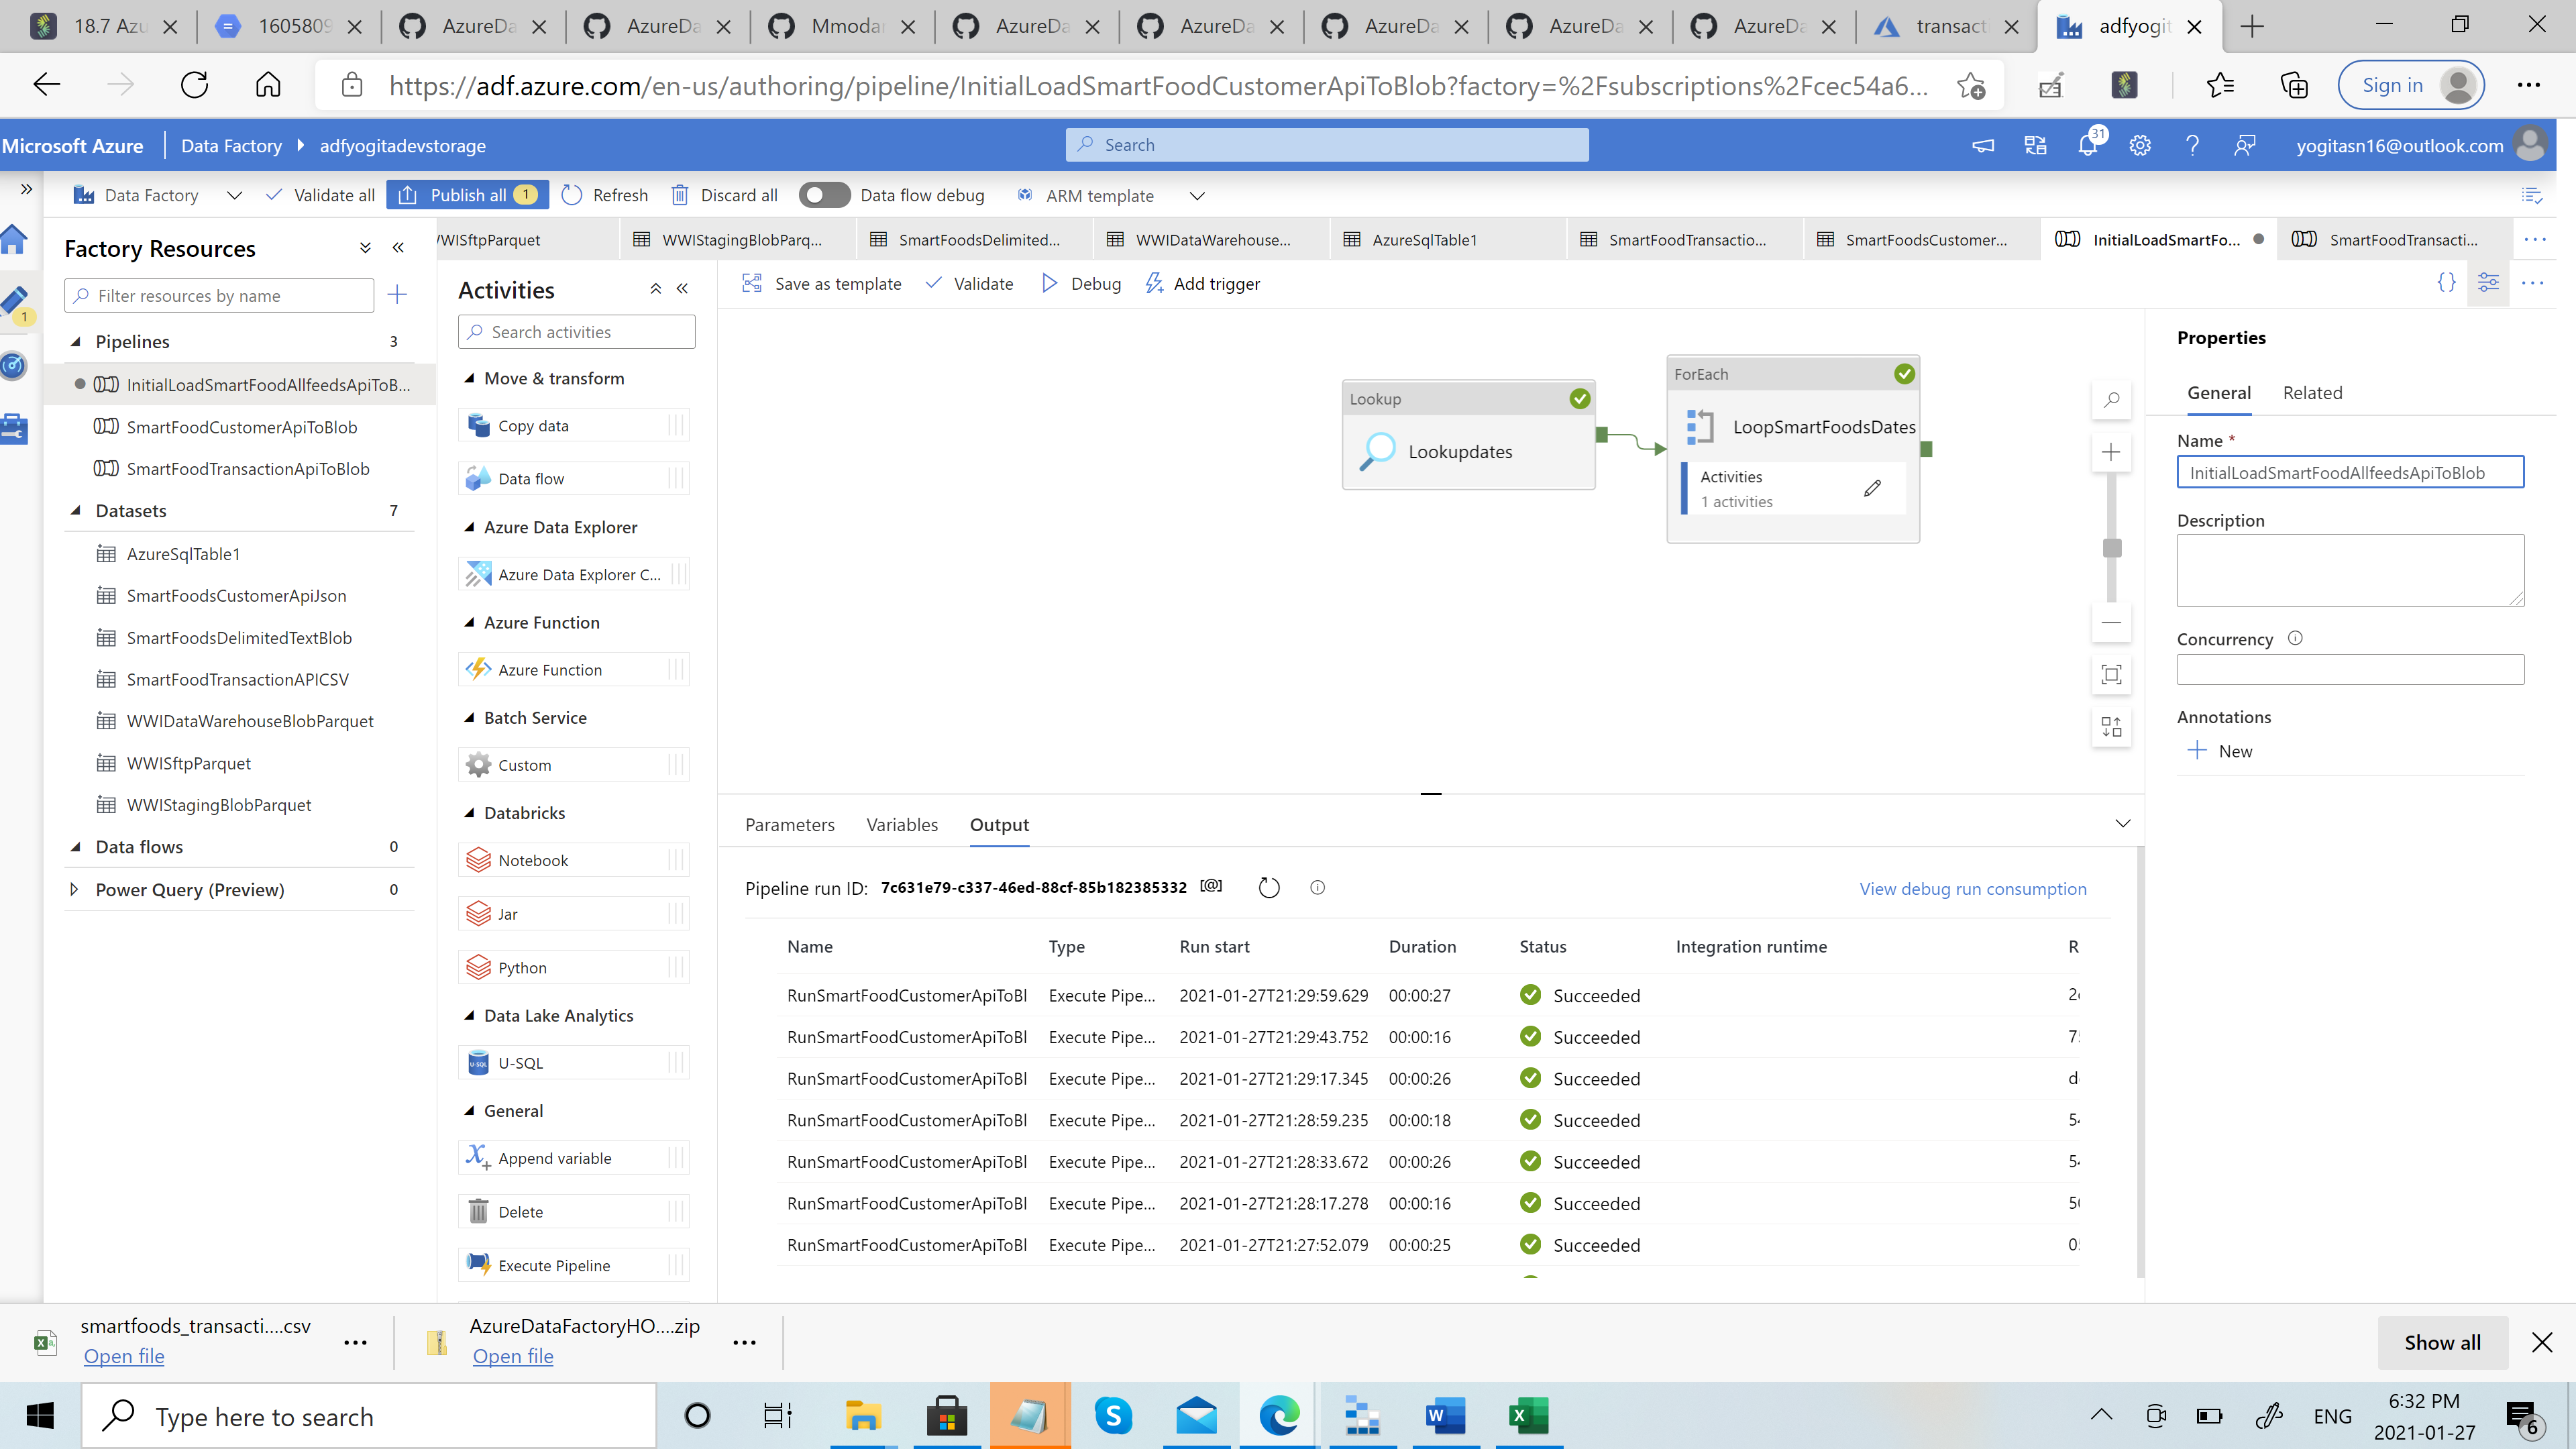 18.7 Azu
1605809
AzureDa
AzureDa
Mmodar
AzureDa
AzureDa
AzureDa
AzureDa
AzureDa
transact
adfyogit
https://adf.azure.com/en-us/authoring/pipeline/InitialLoadSmartFoodCustomerApiToBlob?factory=%2Fsubscriptions%2Fcec54a6...
Sign in
Microsoft Azure
Data Factory
adfyogitadevstorage
Search
31
yogitasn16@outlook.com
Data Factory
Validate all
Publish all
1
Refresh
Discard all
Data flow debug
ARM template
1
Factory Resources
Filter resources by name
Pipelines
3
InitialLoadSmartFoodAllfeedsApiToB...
SmartFoodCustomerApiToBlob
SmartFoodTransactionApiToBlob
Datasets
7
AzureSqlTable1
SmartFoodsCustomerApiJson
SmartFoodsDelimitedTextBlob
SmartFoodTransactionAPICSV
WWIDataWarehouseBlobParquet
WWISftpParquet
WWIStagingBlobParquet
Data flows
0
Power Query (Preview)
0
WWISftpParquet
WWIStagingBlobParq...
SmartFoodsDelimited...
WWIDataWarehouse...
AzureSqlTable1
SmartFoodTransactio...
SmartFoodsCustomer...
InitialLoadSmartFo...
SmartFoodTransacti...
Activities
Search activities
Move & transform
Copy data
Data flow
Azure Data Explorer
Azure Data Explorer C...
Azure Function
Azure Function
Batch Service
Custom
Databricks
Notebook
Jar
Python
Data Lake Analytics
U-SQL
U-SQL
General
Append variable
Delete
Execute Pipeline
Save as template
Validate
Debug
Add trigger
Lookup
Lookupdates
ForEach
LoopSmartFoodsDates
Activities
1 activities
Parameters
Variables
Output
Pipeline run ID: 7c631e79-c337-46ed-88cf-85b182385332
View debug run consumption
Name Type Run start Duration Status Integration runtime R
RunSmartFoodCustomerApiToBl Execute Pipe... 2021-01-27T21:29:59.629 00:00:27 Succeeded
RunSmartFoodCustomerApiToBl Execute Pipe... 2021-01-27T21:29:43.752 00:00:16 Succeeded
RunSmartFoodCustomerApiToBl Execute Pipe... 2021-01-27T21:29:17.345 00:00:26 Succeeded
RunSmartFoodCustomerApiToBl Execute Pipe... 2021-01-27T21:28:59.235 00:00:18 Succeeded
RunSmartFoodCustomerApiToBl Execute Pipe... 2021-01-27T21:28:33.672 00:00:26 Succeeded
RunSmartFoodCustomerApiToBl Execute Pipe... 2021-01-27T21:28:17.278 00:00:16 Succeeded
RunSmartFoodCustomerApiToBl Execute Pipe... 2021-01-27T21:27:52.079 00:00:25 Succeeded
Properties
General
Related
Name *
InitialLoadSmartFoodAllfeedsApiToBlob
Description
Concurrency
Annotations
New
smartfoods_transacti....csv
Open file
AzureDataFactoryHO....zip
Open file
Show all
Type here to search
ENG
6:32 PM
2021-01-27
6